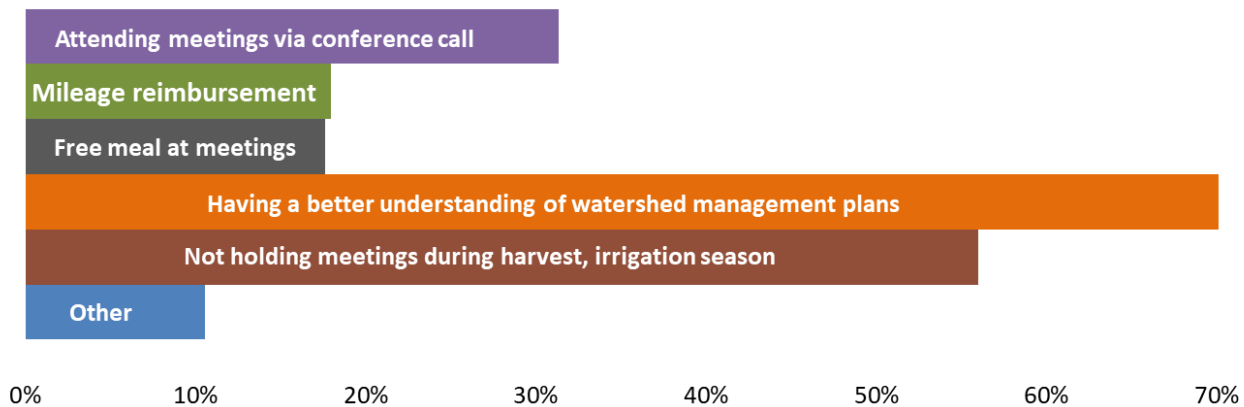 Attending meetings via conference call
Mileage reimbursement
Free meal at meetings
Having a better understanding of watershed management plans
Not holding meetings during harvest, irrigation season
Other
0% 10% 20% 30% 40% 50% 60% 70%